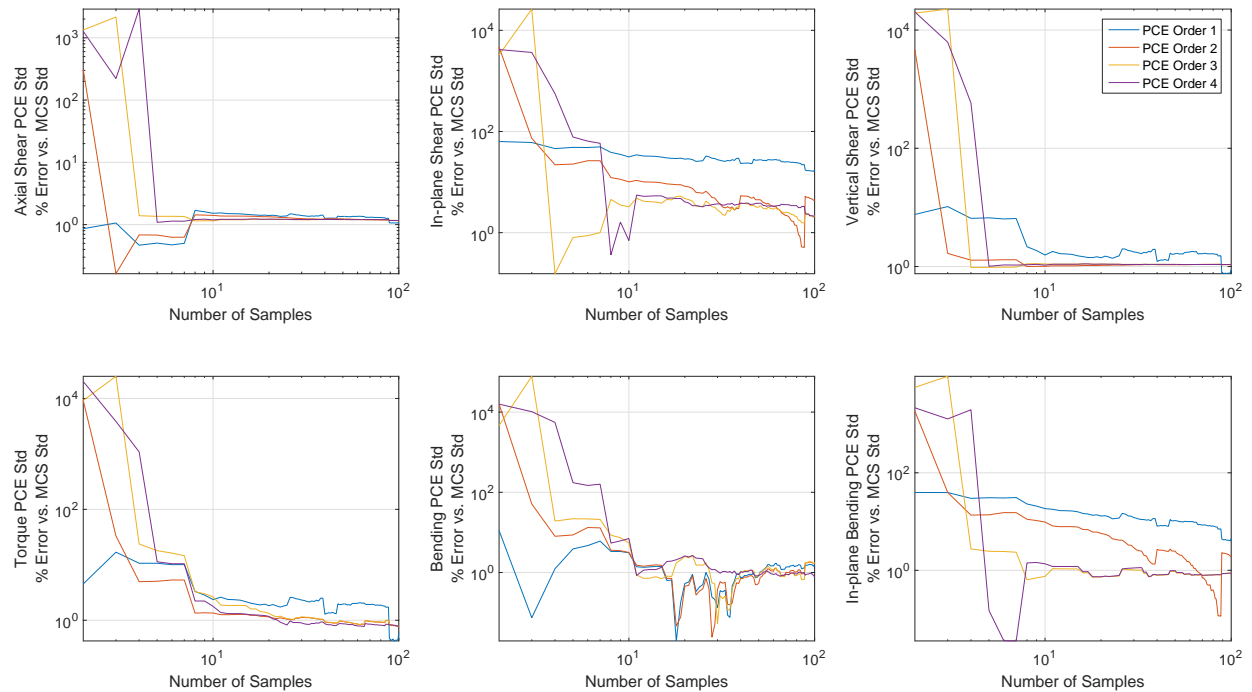 Axial Shear PCE Std
% Error vs. MCS Std
10^3
10^2
10^1
10^0
10^1
10^2
Number of Samples
In-plane Shear PCE Std
% Error vs. MCS Std
10^4
10^2
10^0
10^1
10^2
Number of Samples
Vertical Shear PCE Std
% Error vs. MCS Std
10^4
10^2
10^0
10^1
10^2
Number of Samples
PCE Order 1
PCE Order 2
PCE Order 3
PCE Order 4
Torque PCE Std
% Error vs. MCS Std
10^4
10^2
10^0
10^1
10^2
Number of Samples
Bending PCE Std
% Error vs. MCS Std
10^4
10^2
10^0
10^1
10^2
Number of Samples
In-plane Bending PCE Std
% Error vs. MCS Std
10^2
10^0
10^1
10^2
Number of Samples